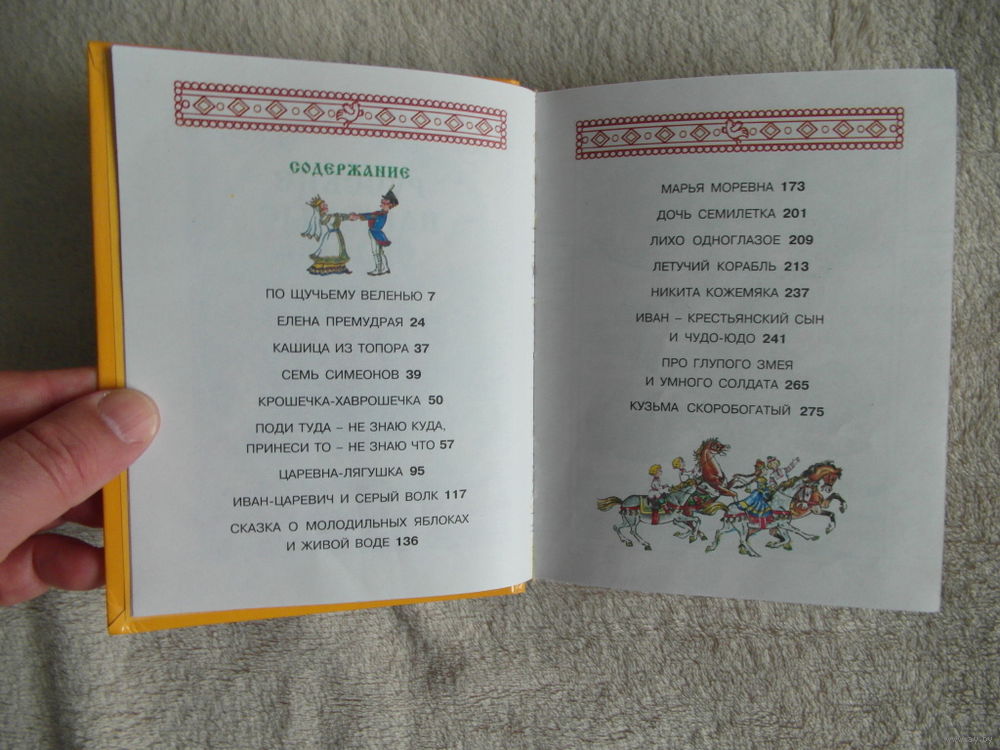 СОДЕРЖАНИЕ
ПО ЩУЧЬЕМУ ВЕЛЕНЬЮ 7
ЕЛЕНА ПРЕМУДРАЯ 24
КАШИЦА ИЗ ТОПОРА 37
СЕМЬ СИМЕОНОВ 39
КРОШЕЧКА-ХАВРОШЕЧКА 50
ПОДИ ТУДА – НЕ ЗНАЮ КУДА,
ПРИНЕСИ ТО – НЕ ЗНАЮ ЧТО 57
ЦАРЕВНА-ЛЯГУШКА 95
ИВАН-ЦАРЕВИЧ И СЕРЫЙ ВОЛК 117
СКАЗКА О МОЛОДИЛЬНЫХ ЯБЛОКАХ
И ЖИВОЙ ВОДЕ 136
МАРЬЯ МОРЕВНА 173
ДОЧЬ СЕМИЛЕТКА 201
ЛИХО ОДНОГЛАЗОЕ 209
ЛЕТУЧИЙ КОРАБЛЬ 213
НИКИТА КОЖЕМЯКА 237
ИВАН – КРЕСТЬЯНСКИЙ СЫН
И ЧУДО-ЮДО 241
ПРО ГЛУПОГО ЗМЕЯ
И УМНОГО СОЛДАТА 265
КУЗЬМА СКОРОБОГАТЫЙ 275